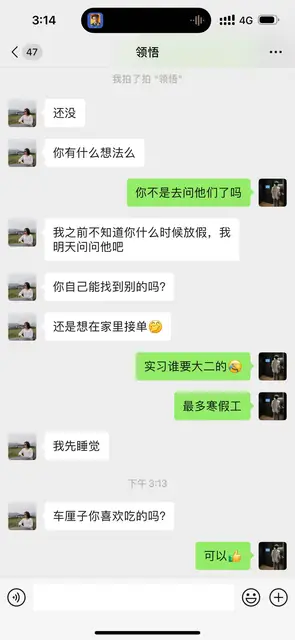 3:14
4G
47
领悟
我拍了拍 "领悟"
还没
你有什么想法么
你不是去问他们了吗
我之前不知道你什么时候放假，我
明天问问他吧
你自己能找到别的吗?
还是想在家里接单
实习谁要大二的
最多寒假工
我先睡觉
下午 3:13
车厘子你喜欢吃的吗?
可以